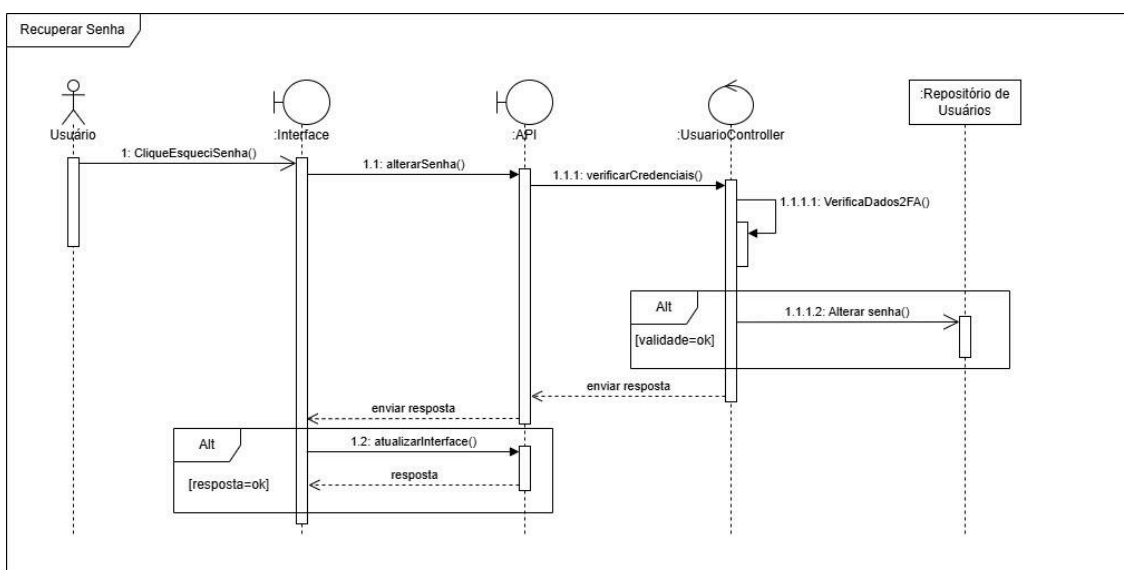 Recuperar Senha
:Repositório de
Usuários
Usuário
:Interface
:API
:UsuarioController
1: CliqueEsqueciSenha()
1.1: alterarSenha()
1.1.1: verificarCredenciais()
1.1.1.1: VerificaDados2FA()
Alt
1.1.1.2: Alterar senha()
[validade=ok]
enviar resposta
enviar resposta
Alt
1.2: atualizarInterface()
resposta
[resposta=ok]